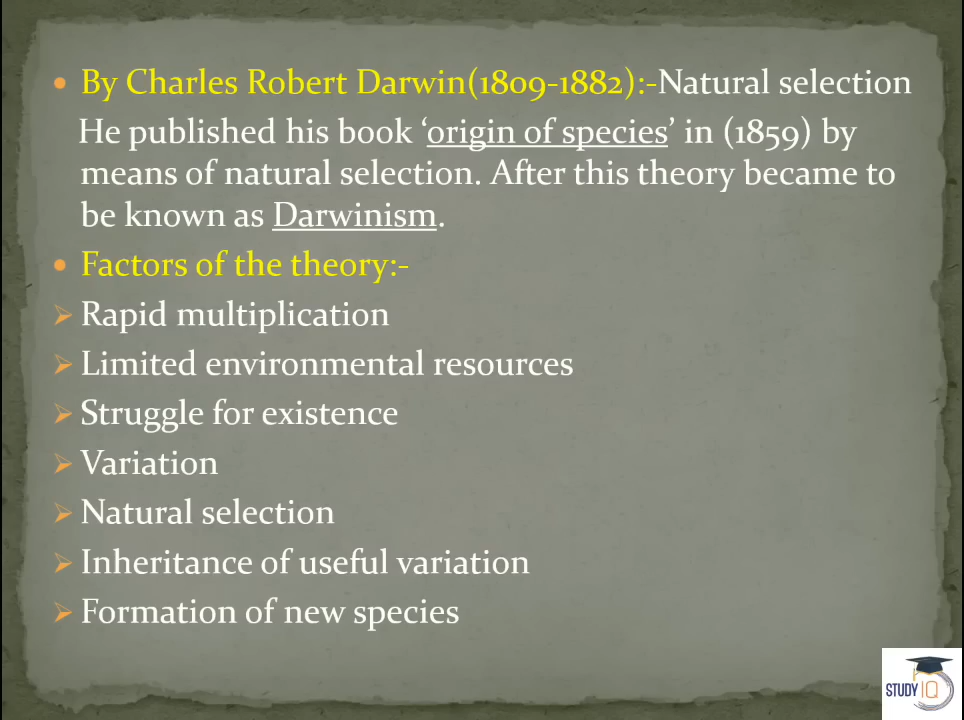 By Charles Robert Darwin(1809-1882):-Natural selection
He published his book ‘origin of species’ in (1859) by
means of natural selection. After this theory became to
be known as Darwinism.
Factors of the theory:-
Rapid multiplication
Limited environmental resources
Struggle for existence
Variation
Natural selection
Inheritance of useful variation
Formation of new species
STUDY IQ